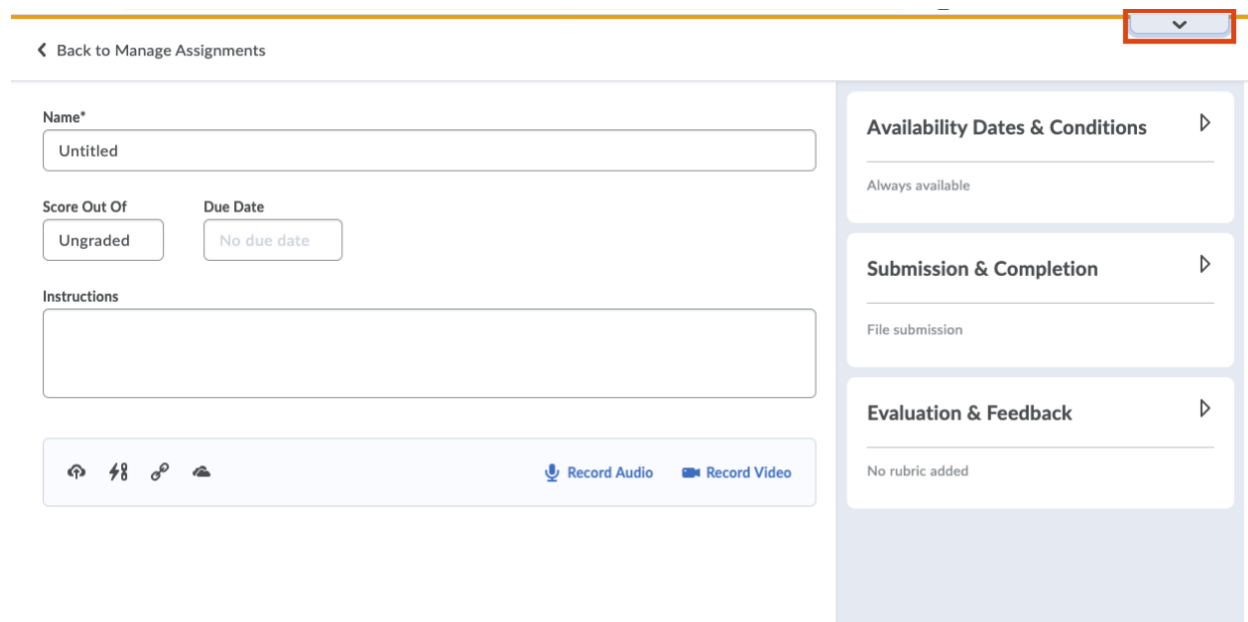 Back to Manage Assignments
Name*
Untitled
Score Out Of
Due Date
Ungraded
No due date
Instructions
Record Audio
Record Video
Availability Dates & Conditions
Always available
Submission & Completion
File submission
Evaluation & Feedback
No rubric added